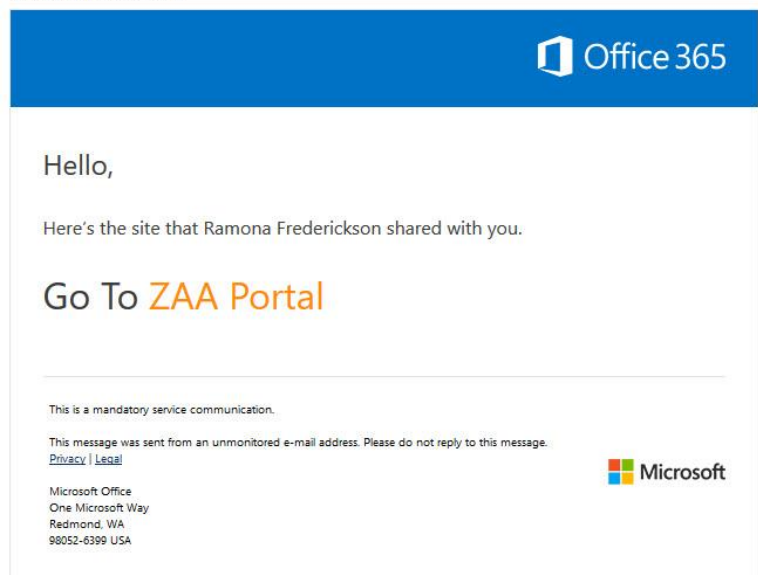 Office 365
Hello,
Here's the site that Ramona Frederickson shared with you.
Go To ZAA Portal
This is a mandatory service communication.
This message was sent from an unmonitored e-mail address. Please do not reply to this message.
Privacy | Legal
Microsoft
Microsoft Office
One Microsoft Way
Redmond, WA
98052-6399 USA